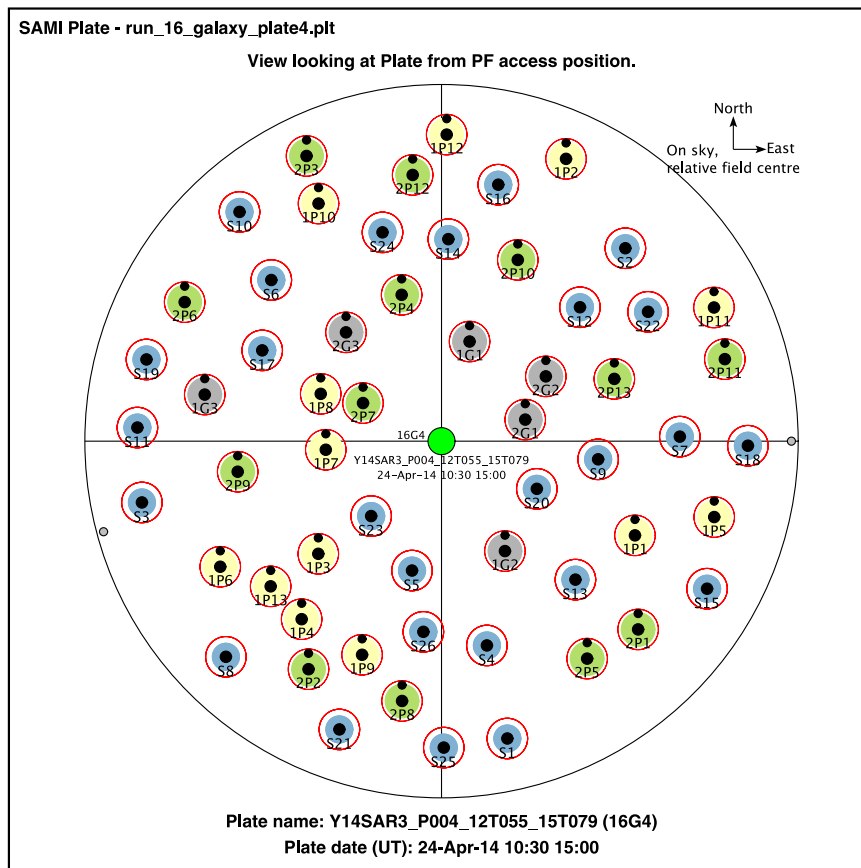 SAMI Plate - run_16_galaxy_plate4.plt
View looking at Plate from PF access position.
North
On sky, East
relative field centre
1P12
2P3
1P2
2P12
S16
1P10
S10
S24
S14
S2
2P10
S6
2P4
2P6
S12
S22
1P11
2G3
1G1
S17
S19
2P11
2G2
2P13
1G3
1P8
2P7
2G1
S11
16G4
S7
S18
1P7
Y14SAR3_P004_12T055_15T079
S9
24-Apr-14 10:30 15:00
2P9
S20
S3
S23
1P5
1P1
1G2
1P3
1P6
S5
S13
1P13
S15
1P4
S26
2P1
S4
S8
1P9
2P5
2P2
2P8
S21
S1
S25
Plate name: Y14SAR3_P004_12T055_15T079 (16G4)
Plate date (UT): 24-Apr-14 10:30 15:00